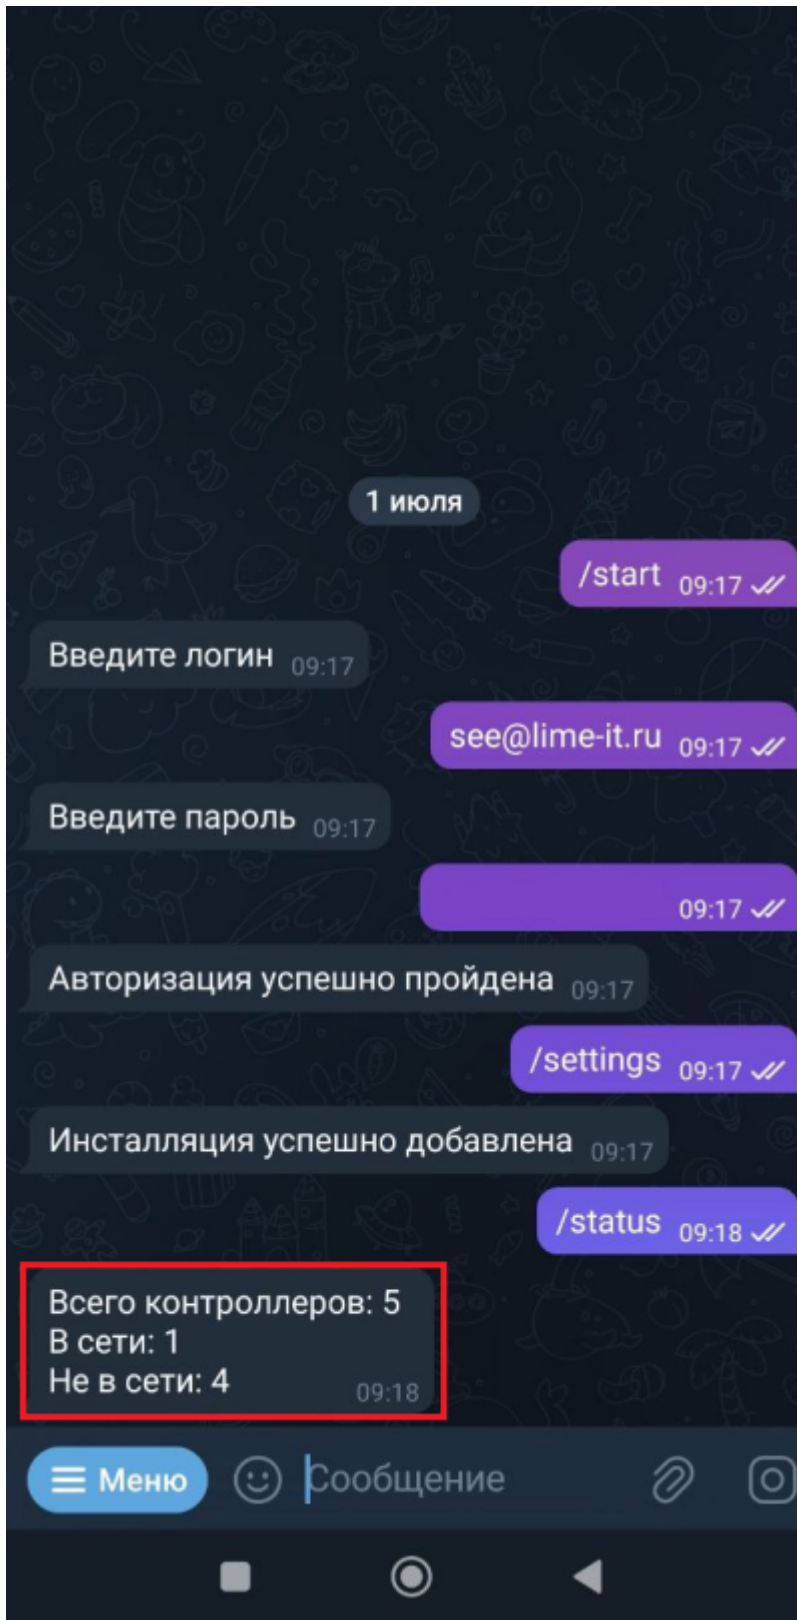 1 июля
/start 09:17
Введите логин 09:17
see@lime-it.ru 09:17
Введите пароль 09:17
09:17
Авторизация успешно пройдена 09:17
/settings 09:17
Инсталляция успешно добавлена 09:17
/status 09:18
Всего контроллеров: 5
В сети: 1
Не в сети: 4 09:18
Меню Сообщение